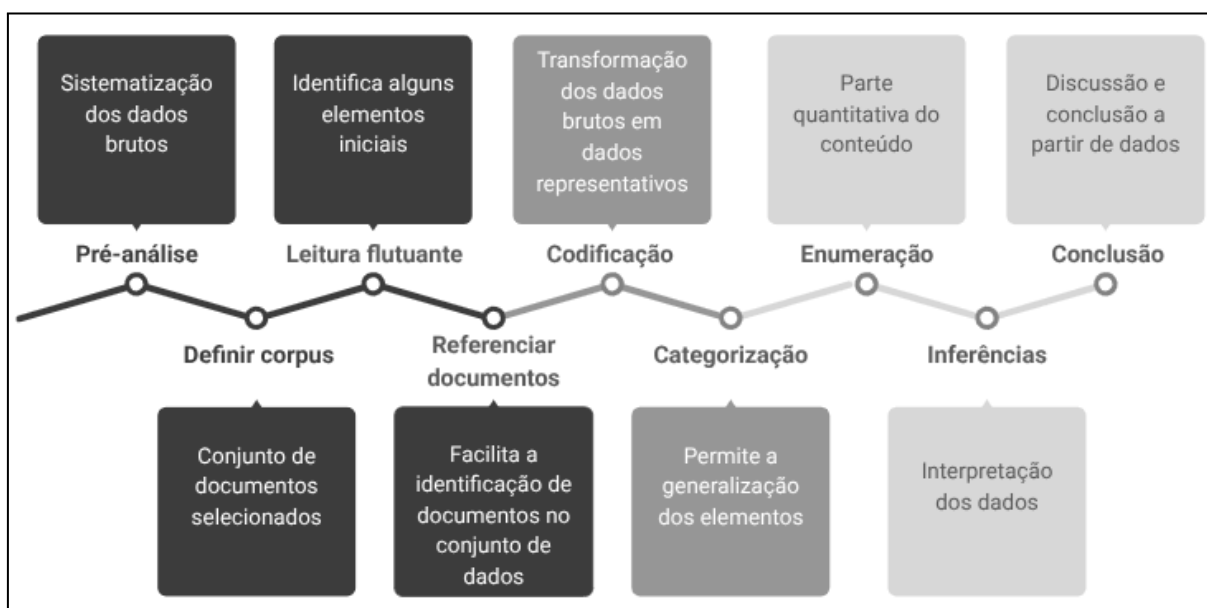 Sistematização
dos dados
brutos
Identifica alguns
elementos
iniciais
Transformação
dos dados
brutos em
dados
representativos
Parte
quantitativa do
conteúdo
Discussão e
conclusão a
partir de dados
Pré-análise
Leitura flutuante
Codificação
Enumeração
Conclusão
Definir corpus
Referenciar
documentos
Categorização
Inferências
Conjunto de
documentos
selecionados
Facilita a
identificação de
documentos no
conjunto de
dados
Permite a
generalização
dos elementos
Interpretação
dos dados